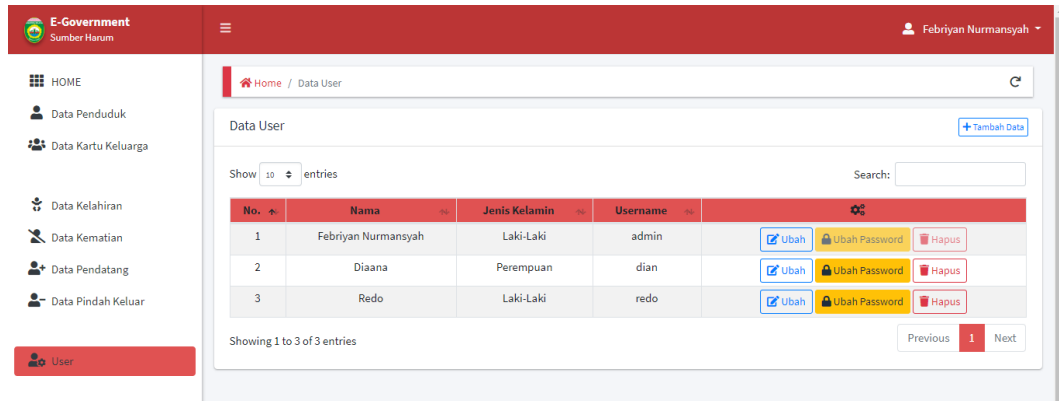 E-Government
Sumber Harum
Febriyan Nurmansyah
HOME
Data Penduduk
Data Kartu Keluarga
Data Kelahiran
Data Kematian
Data Pendatang
Data Pindah Keluar
User
Home / Data User
Data User
Tambah Data
Show 10 entries
Search:
No. Nama Jenis Kelamin Username
1 Febriyan Nurmansyah Laki-Laki admin Ubah Ubah Password Hapus
2 Diaana Perempuan dian Ubah Ubah Password Hapus
3 Redo Laki-Laki redo Ubah Ubah Password Hapus
Showing 1 to 3 of 3 entries
Previous 1 Next